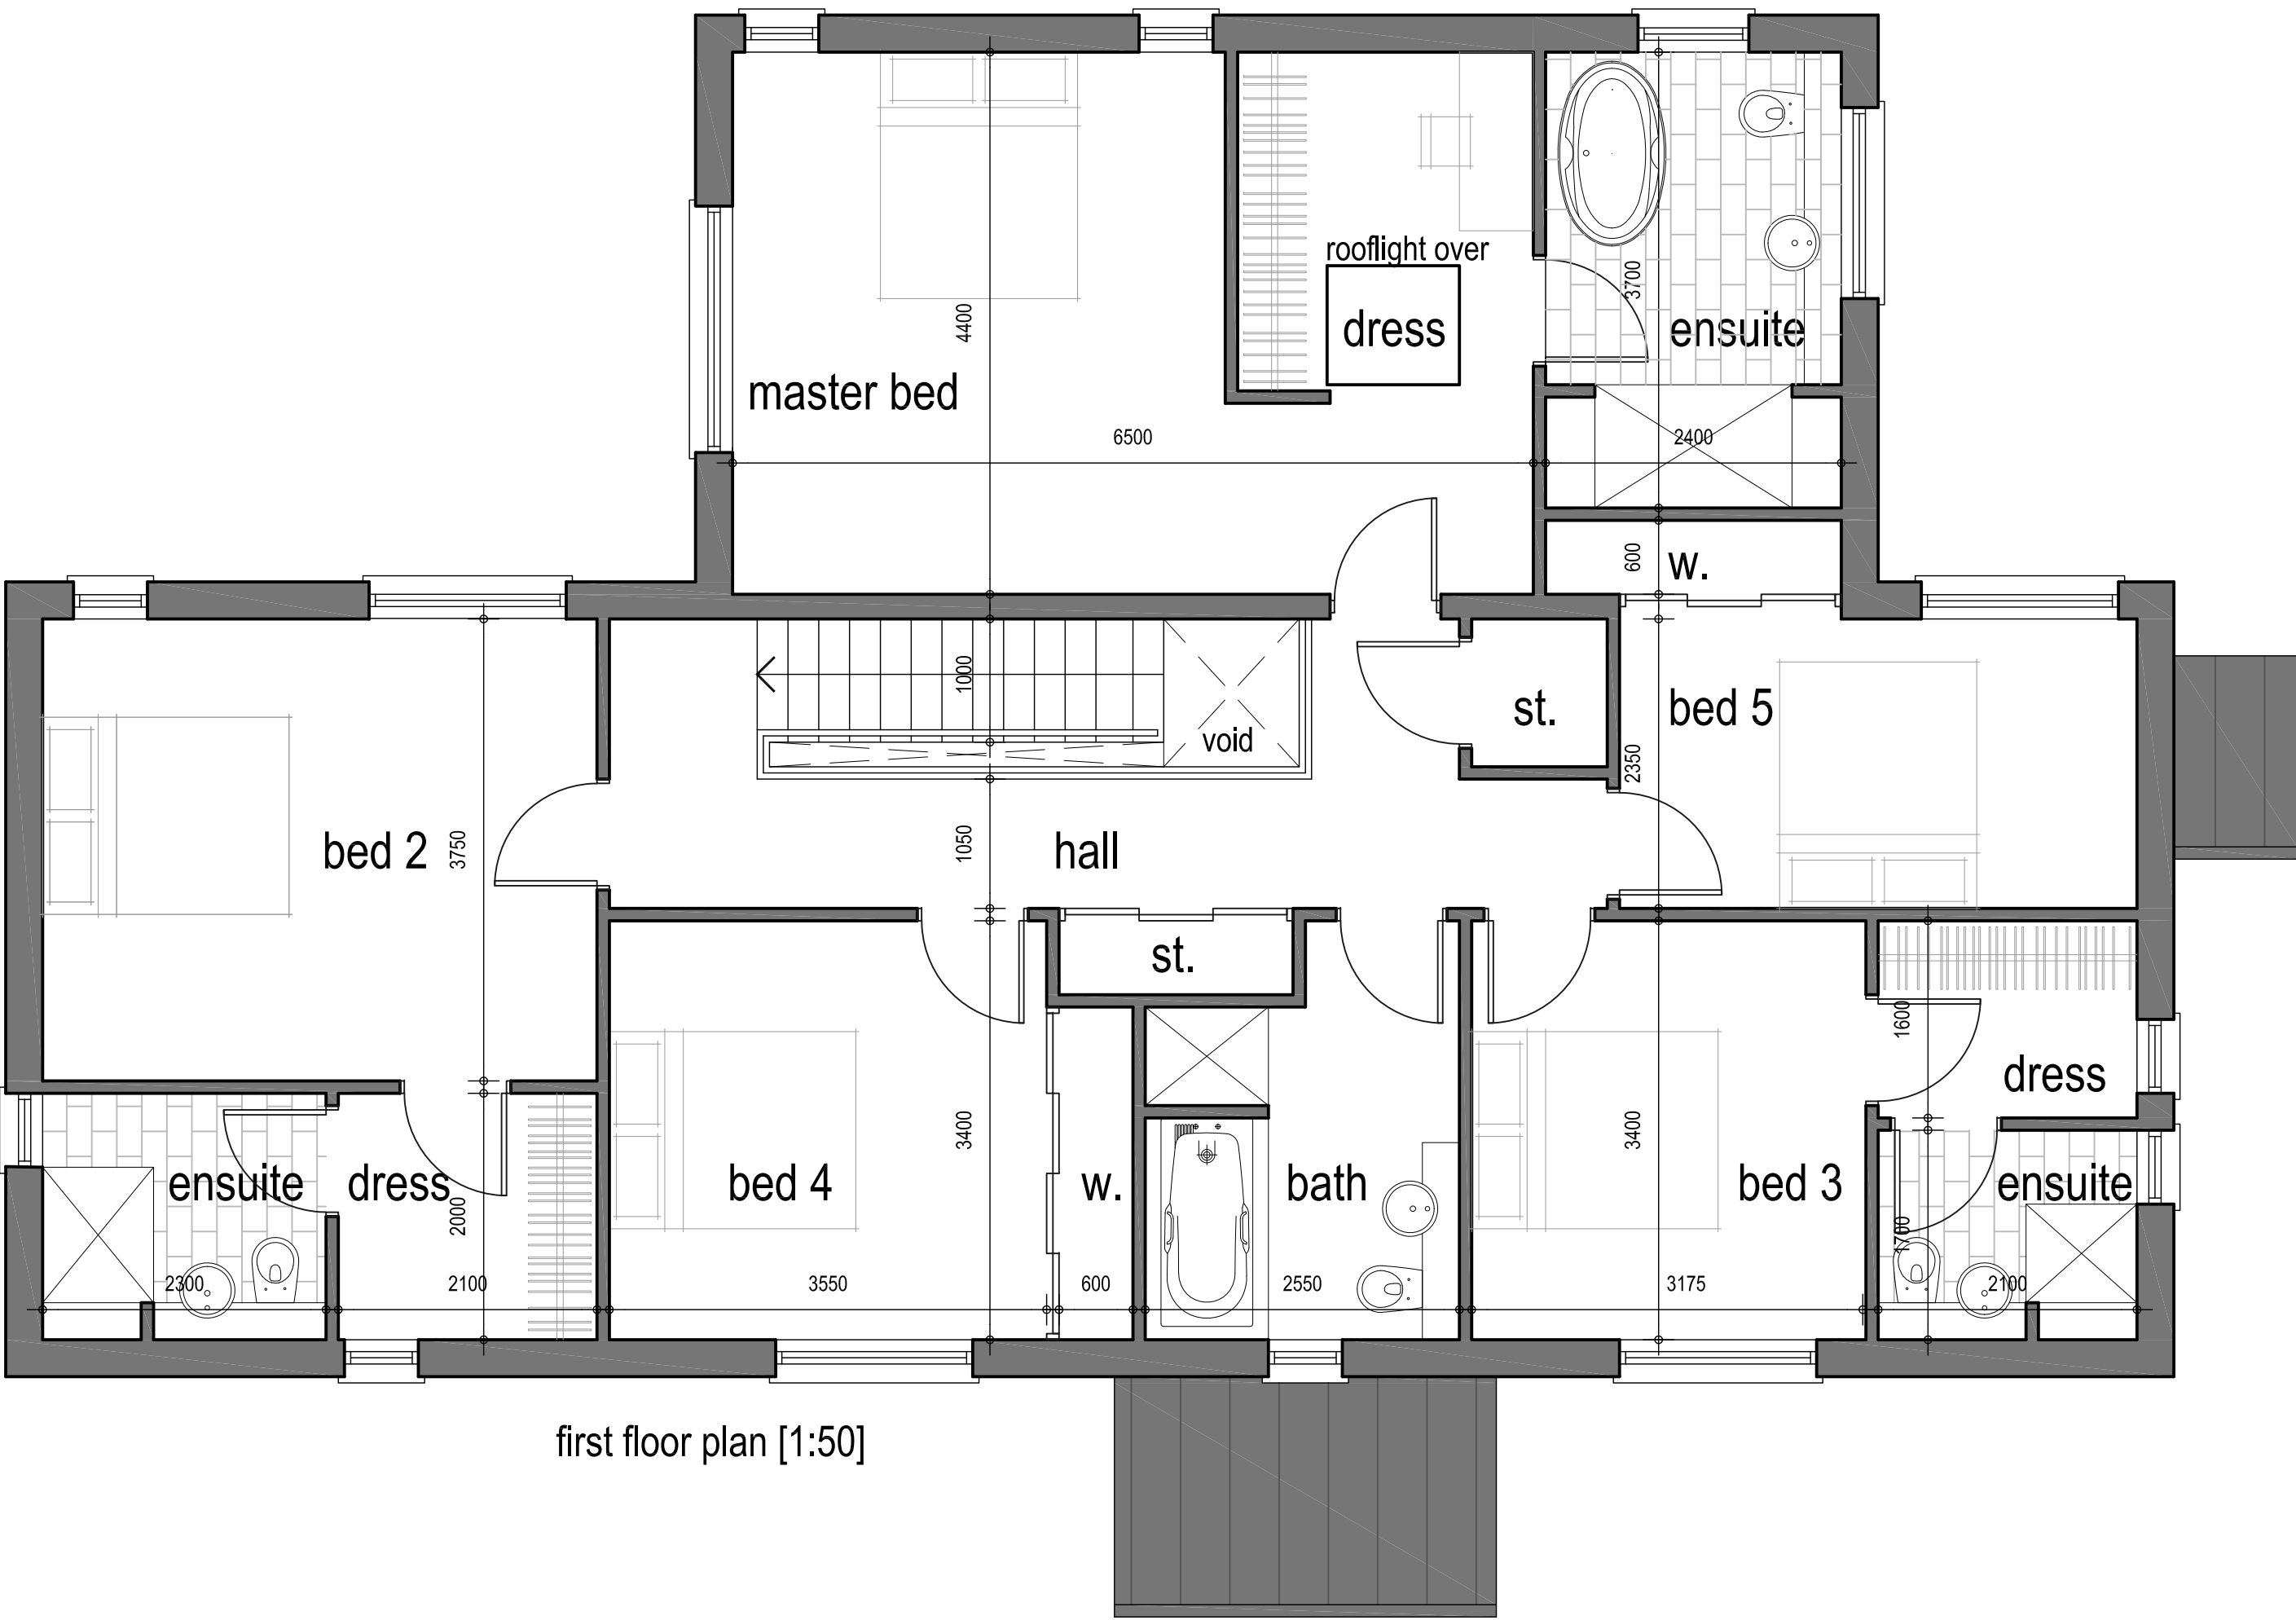 rooflight over
3700
dress
ensuite
4400
master bed
6500
2400
600
w.
1000
st.
bed 5
void
2350
bed 2
3750
1050
hall
st.
1600
dress
3400
3400
ensuite
dress
bed 4
w.
bath
bed 3
ensuite
2000
1700
2300
2100
3550
600
2550
3175
2100
first floor plan [1:50]